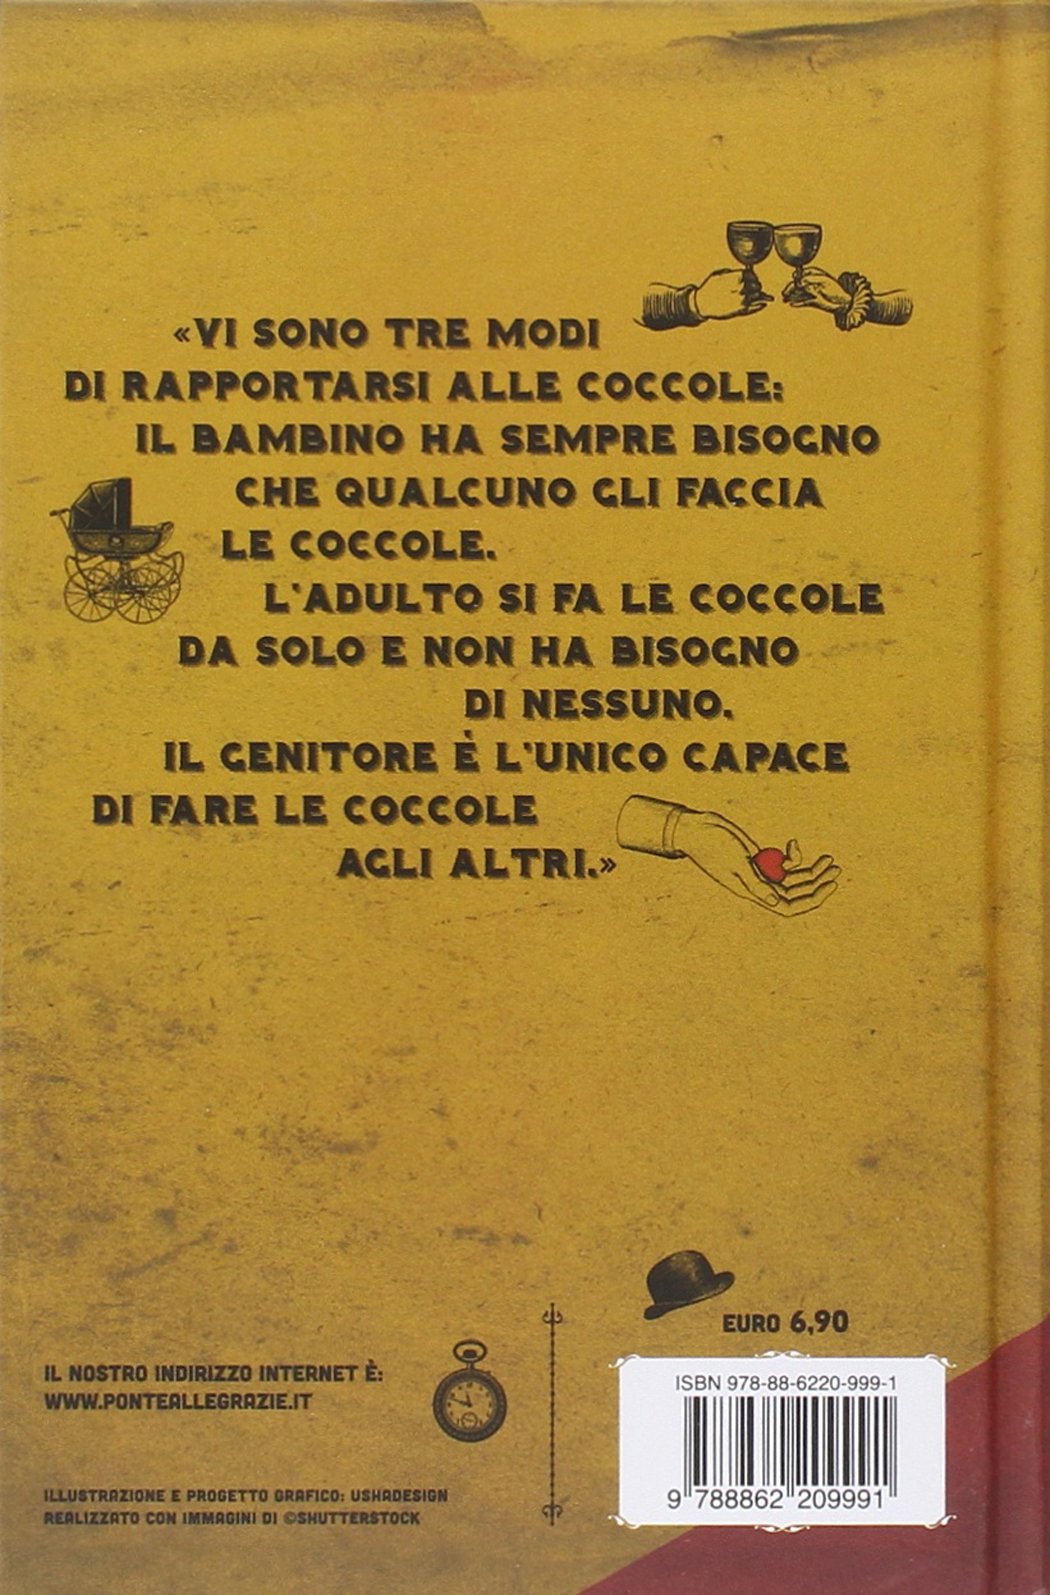 «VI SONO TRE MODI
DI RAPPORTARSI ALLE COCCOLE:
IL BAMBINO HA SEMPRE BISOGNO
CHE QUALCUNO GLI FACCIA
LE COCCOLE.
L'ADULTO SI FA LE COCCOLE
DA SOLO E NON HA BISOGNO
DI NESSUNO.
IL GENITORE È L'UNICO CAPACE
DI FARE LE COCCOLE
AGLI ALTRI.»
EURO 6,90
IL NOSTRO INDIRIZZO INTERNET È:
WWW.PONTEALLEGRAZIE.IT
ISBN 978-88-6220-999-1
9 788862 209991
ILLUSTRAZIONE E PROGETTO GRAFICO: USHADESIGN
REALIZZATO CON IMMAGINI DI ©SHUTTERSTOCK